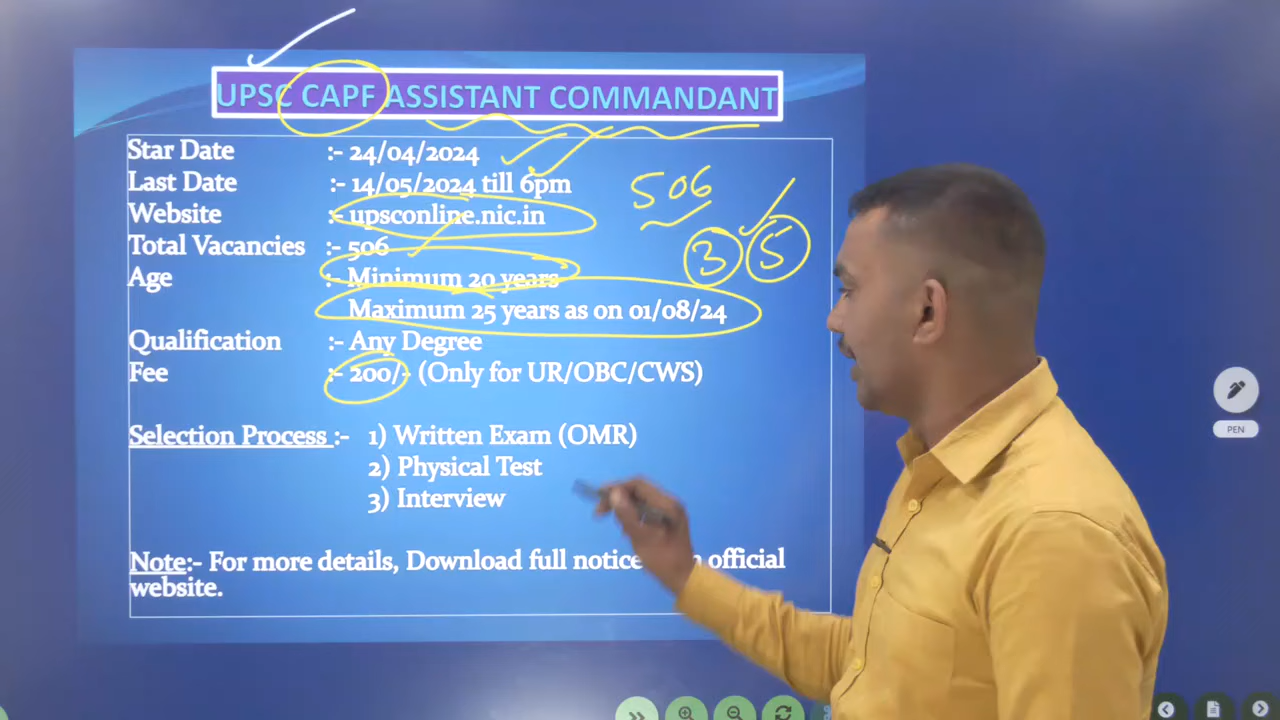 UPSC CAPF ASSISTANT COMMANDANT
Star Date :- 24/04/2024
Last Date :- 14/05/2024 till 6pm
506
Website :- upsconline.nic.in
3 5
Total Vacancies :- 506
Age :- Minimum 20 years
Maximum 25 years as on 01/08/24
Qualification :- Any Degree
Fee :- 200/- (Only for UR/OBC/CWS)
PEN
Selection Process :- 1) Written Exam (OMR)
2) Physical Test
3) Interview
Note:- For more details, Download full notice official
website.